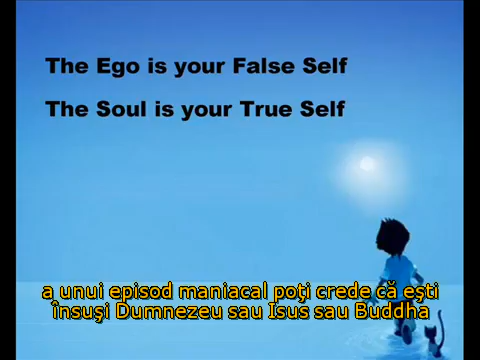 The Ego is your False Self
The Soul is your True Self
a unui episod maniacal poţi crede că eşti
însuşi Dumnezeu sau Isus sau Buddha